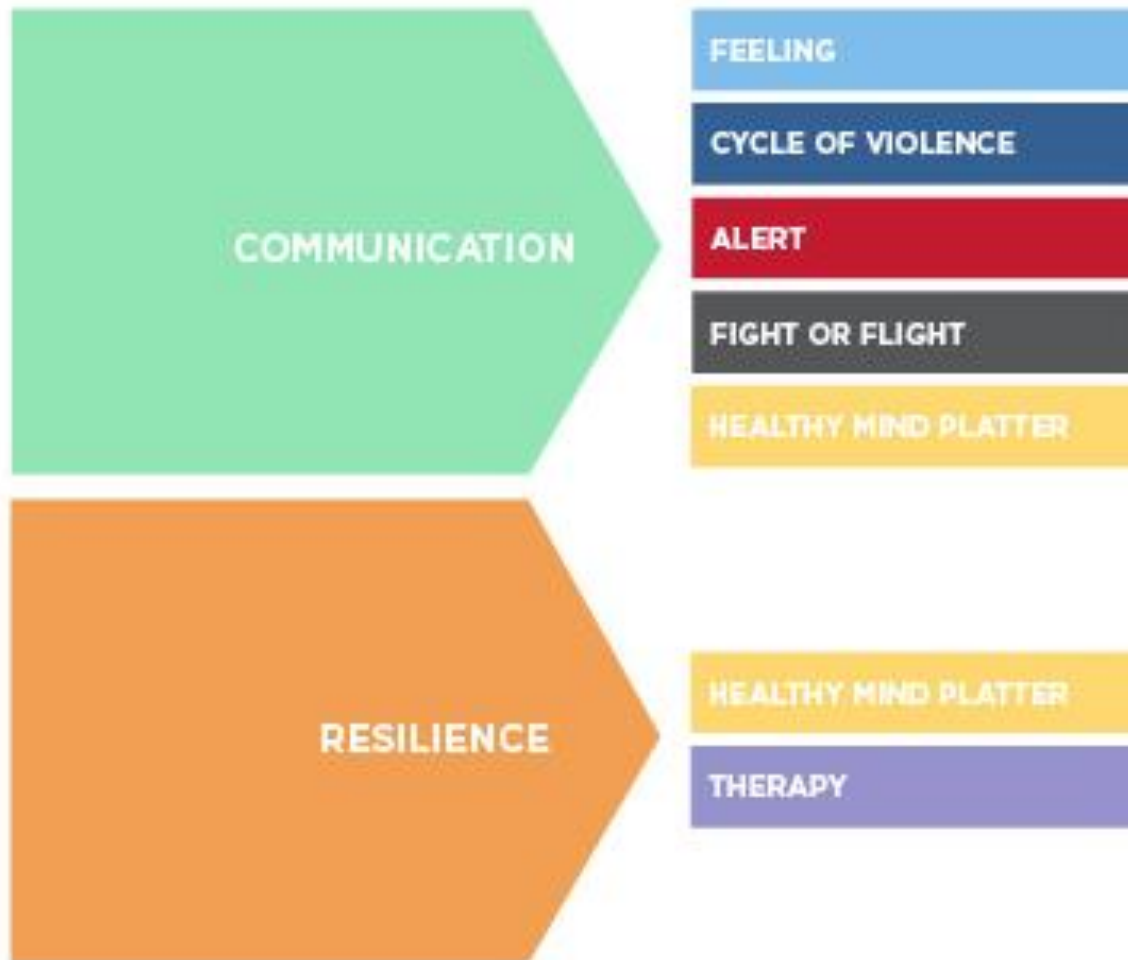 COMMUNICATION
FEELING
CYCLE OF VIOLENCE
ALERT
FIGHT OR FLIGHT
HEALTHY MIND PLATTER
RESILIENCE
HEALTHY MIND PLATTER
THERAPY